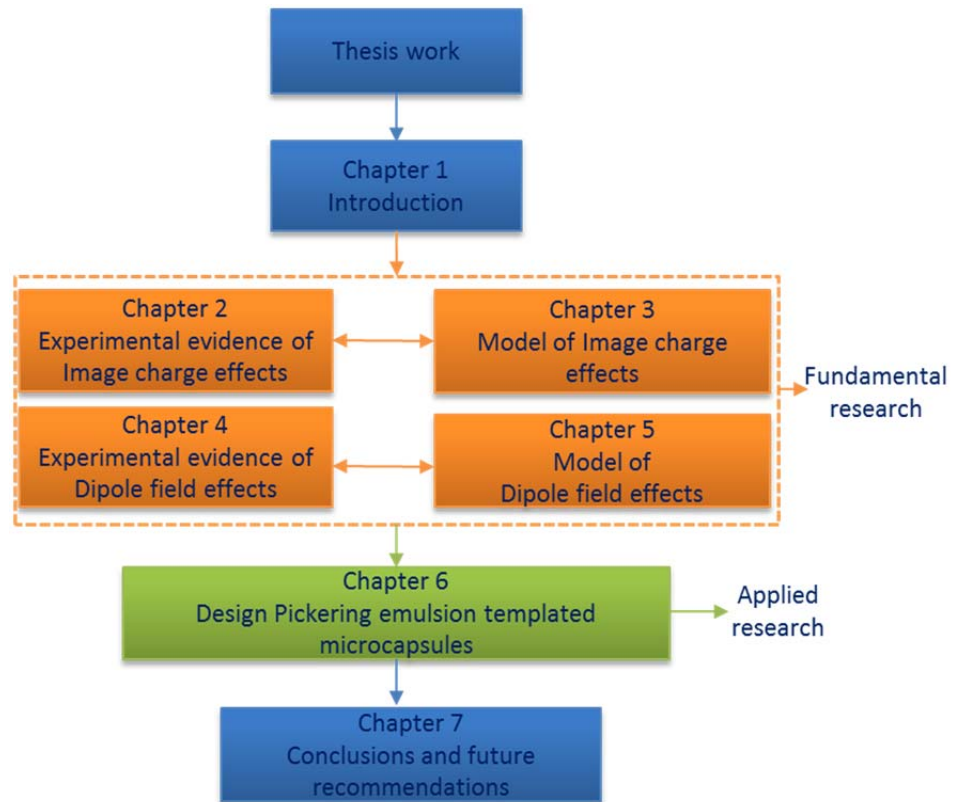 Thesis work
Chapter 1
Introduction
Chapter 2
Experimental evidence of
Image charge effects
Chapter 3
Model of Image charge
effects
Chapter 4
Experimental evidence of
Dipole field effects
Chapter 5
Model of
Dipole field effects
Fundamental
research
Chapter 6
Design Pickering emulsion templated
microcapsules
Applied
research
Chapter 7
Conclusions and future
recommendations